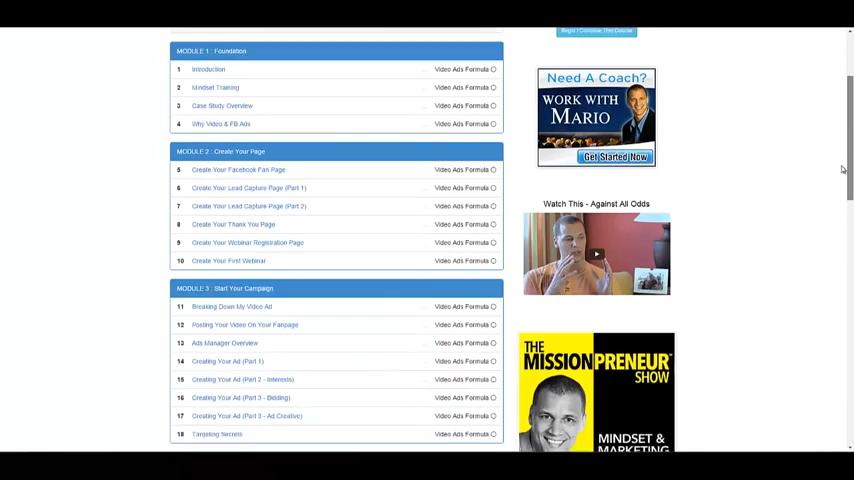 Begin / Continue This Course
MODULE 1 : Foundation
1 Introduction Video Ads Formula
2 Mindset Training Video Ads Formula
3 Case Study Overview Video Ads Formula
4 Why Video & FB Ads Video Ads Formula
MODULE 2 : Create Your Page
5 Create Your Facebook Fan Page Video Ads Formula
6 Create Your Lead Capture Page (Part 1) Video Ads Formula
7 Create Your Lead Capture Page (Part 2) Video Ads Formula
8 Create Your Thank You Page Video Ads Formula
9 Create Your Webinar Registration Page Video Ads Formula
10 Create Your First Webinar Video Ads Formula
MODULE 3 : Start Your Campaign
11 Breaking Down My Video Ad Video Ads Formula
12 Posting Your Video On Your Fanpage Video Ads Formula
13 Ads Manager Overview Video Ads Formula
14 Creating Your Ad (Part 1) Video Ads Formula
15 Creating Your Ad (Part 2 - Interests) Video Ads Formula
16 Creating Your Ad (Part 3 - Bidding) Video Ads Formula
17 Creating Your Ad (Part 3 - Ad Creative) Video Ads Formula
18 Targeting Secrets Video Ads Formula
Need A Coach?
WORK WITH
MARIO
Get Started Now
Watch This - Against All Odds
THE
MISSIONPRENEUR™
SHOW
MINDSET &
MARKETING